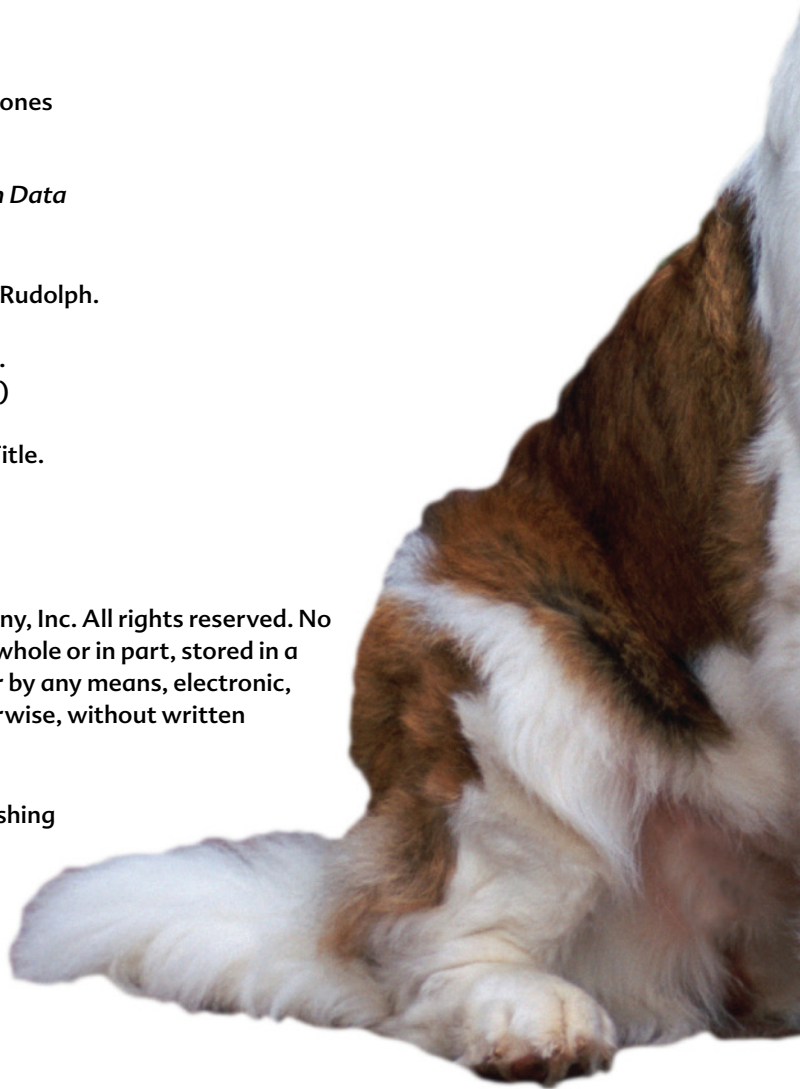 ones
n Data
Rudolph.
.
)
itle.
ny, Inc. All rights reserved. No
whole or in part, stored in a
r by any means, electronic,
rwise, without written
shing